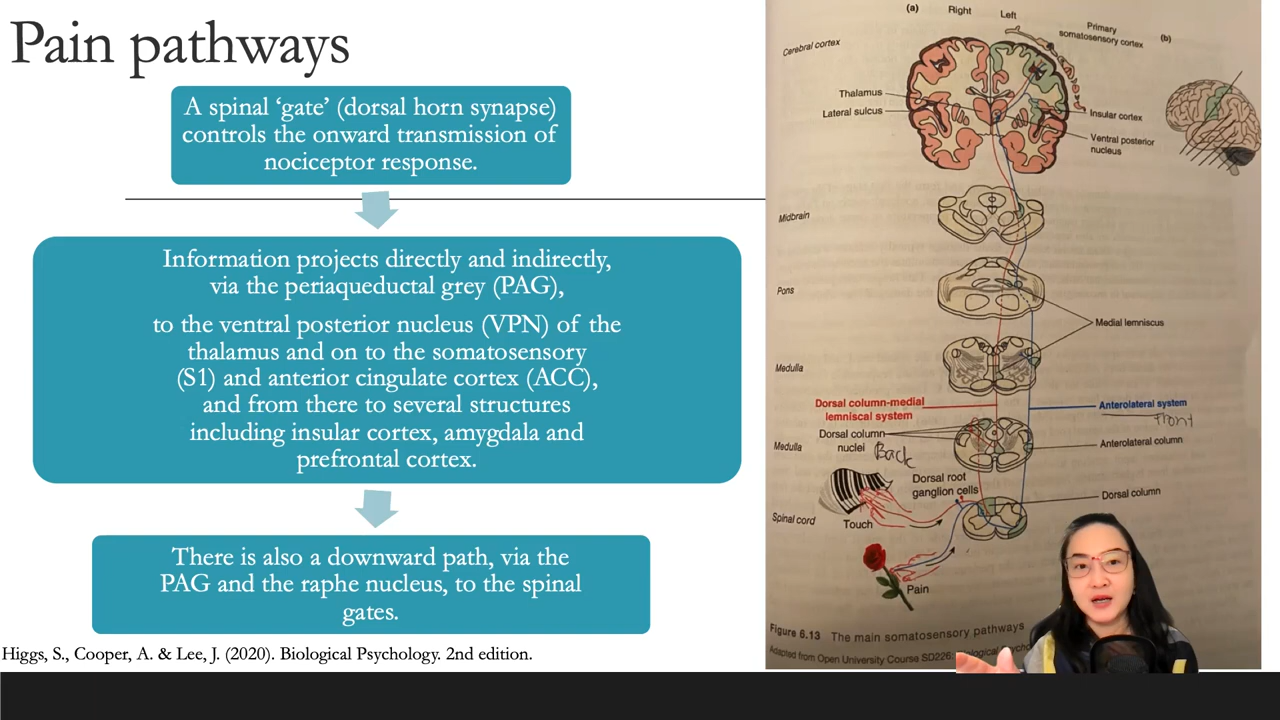 Pain pathways
A spinal ‘gate’ (dorsal horn synapse)
controls the onward transmission of
nociceptor response.
Information projects directly and indirectly,
via the periaqueductal grey (PAG),
to the ventral posterior nucleus (VPN) of the
thalamus and on to the somatosensory
(S1) and anterior cingulate cortex (ACC),
and from there to several structures
including insular cortex, amygdala and
prefrontal cortex.
There is also a downward path, via the
PAG and the raphe nucleus, to the spinal
gates.
Higgs, S., Cooper, A. & Lee, J. (2020). Biological Psychology. 2nd edition.
(a)
Right
Left
Primary
somatosensory cortex
(b)
Cerebral cortex
Thalamus
Lateral sulcus
Insular cortex
Ventral posterior
nucleus
Midbrain
Pons
Medial lemniscus
Medulla
Dorsal column-medial
lemniscal system
Anterolateral system
front
Dorsal column
nuclei
Back
Medulla
Anterolateral column
Dorsal root
ganglion cells
Dorsal column
Spinal cord
Touch
Pain
Figure 6.13 The main somatosensory pathways
Adapted from Open University Course SD226: